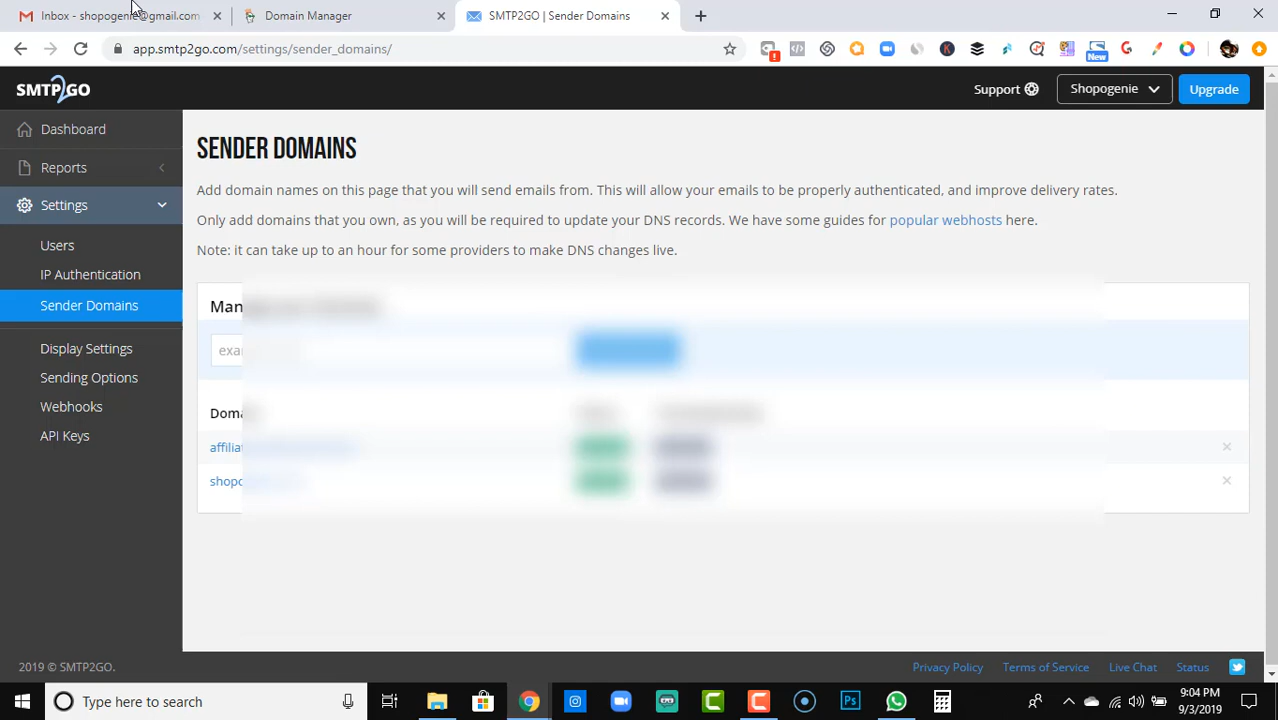 Inbox - shopogenie@gmail.com
Domain Manager
SMTP2GO | Sender Domains
app.smtp2go.com/settings/sender_domains/
New
SMTP2GO
Support
Shopogenie
Upgrade
Dashboard
Reports
Settings
Users
IP Authentication
Sender Domains
Display Settings
Sending Options
Webhooks
API Keys
SENDER DOMAINS
Add domain names on this page that you will send emails from. This will allow your emails to be properly authenticated, and improve delivery rates.
Only add domains that you own, as you will be required to update your DNS records. We have some guides for popular webhosts here.
Note: it can take up to an hour for some providers to make DNS changes live.
2019 © SMTP2GO.
Privacy Policy
Terms of Service
Live Chat
Status
Type here to search
9:04 PM
9/3/2019